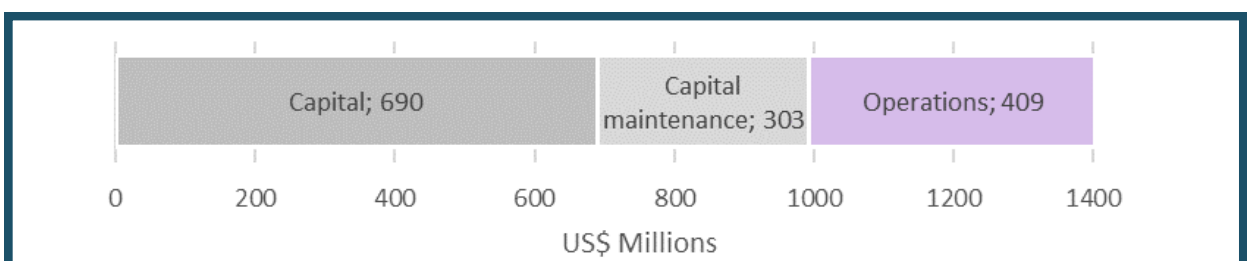 Capital; 690
Capital
maintenance; 303
Operations; 409
0 200 400 600 800 1000 1200 1400
US$ Millions